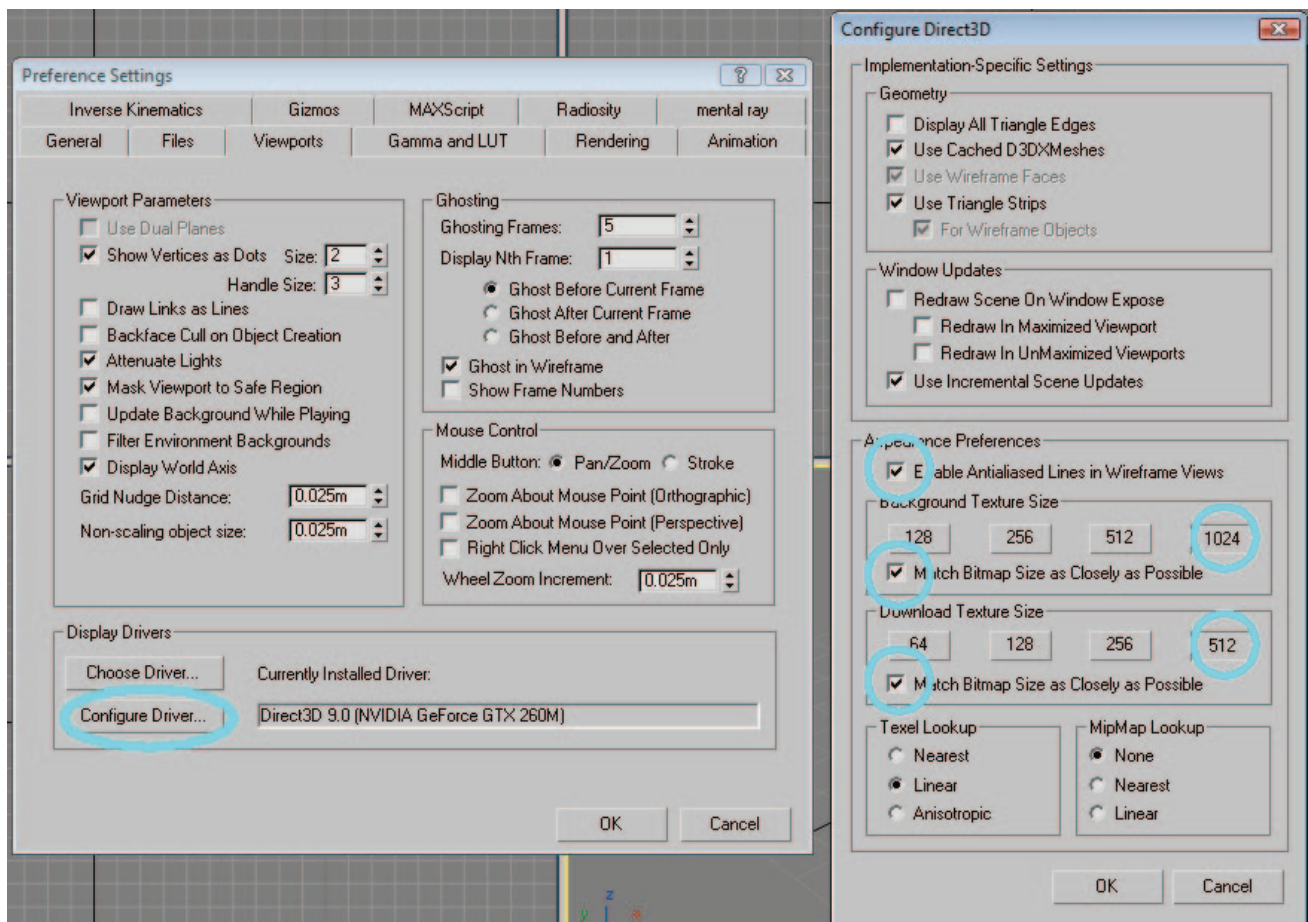 Preference Settings
Inverse Kinematics Gizmos MAXScript Radiosity mental ray
General Files Viewports Gamma and LUT Rendering Animation
Viewport Parameters
Use Dual Planes
Show Vertices as Dots Size: 2
Handle Size: 3
Draw Links as Lines
Backface Cull on Object Creation
Attenuate Lights
Mask Viewport to Safe Region
Update Background While Playing
Filter Environment Backgrounds
Display World Axis
Grid Nudge Distance: 0.025m
Non-scaling object size: 0.025m
Ghosting
Ghosting Frames: 5
Display Nth Frame: 1
Ghost Before Current Frame
Ghost After Current Frame
Ghost Before and After
Ghost in Wireframe
Show Frame Numbers
Mouse Control
Middle Button: Pan/Zoom Stroke
Zoom About Mouse Point (Orthographic)
Zoom About Mouse Point (Perspective)
Right Click Menu Over Selected Only
Wheel Zoom Increment: 0.025m
Display Drivers
Choose Driver... Currently Installed Driver:
Configure Driver... Direct3D 9.0 (NVIDIA GeForce GTX 260M)
OK Cancel
z
y x
Configure Direct3D
Implementation-Specific Settings
Geometry
Display All Triangle Edges
Use Cached D3DXMeshes
Use Wireframe Faces
Use Triangle Strips
For Wireframe Objects
Window Updates
Redraw Scene On Window Expose
Redraw In Maximized Viewport
Redraw In UnMaximized Viewports
Use Incremental Scene Updates
Appearance Preferences
Enable Antialiased Lines in Wireframe Views
Background Texture Size
128 256 512 1024
Match Bitmap Size as Closely as Possible
Download Texture Size
64 128 256 512
Match Bitmap Size as Closely as Possible
Texel Lookup
Nearest
Linear
Anisotropic
MipMap Lookup
None
Nearest
Linear
OK Cancel